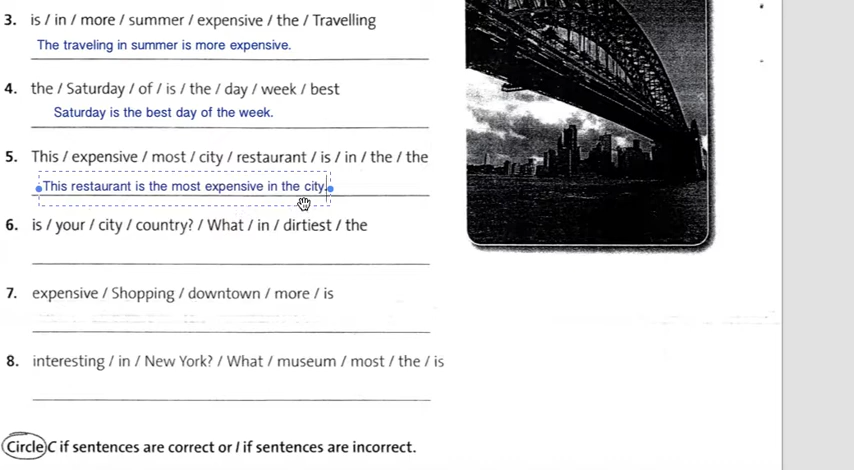 3. is / in / more / summer / expensive / the / Travelling
The traveling in summer is more expensive.
4. the / Saturday / of / is / the / day / week / best
Saturday is the best day of the week.
5. This / expensive / most / city / restaurant / is / in / the / the
This restaurant is the most expensive in the city.
6. is / your / city / country? / What / in / dirtiest / the
7. expensive / Shopping / downtown / more / is
8. interesting / in / New York? / What / museum / most / the / is
Circle C if sentences are correct or I if sentences are incorrect.